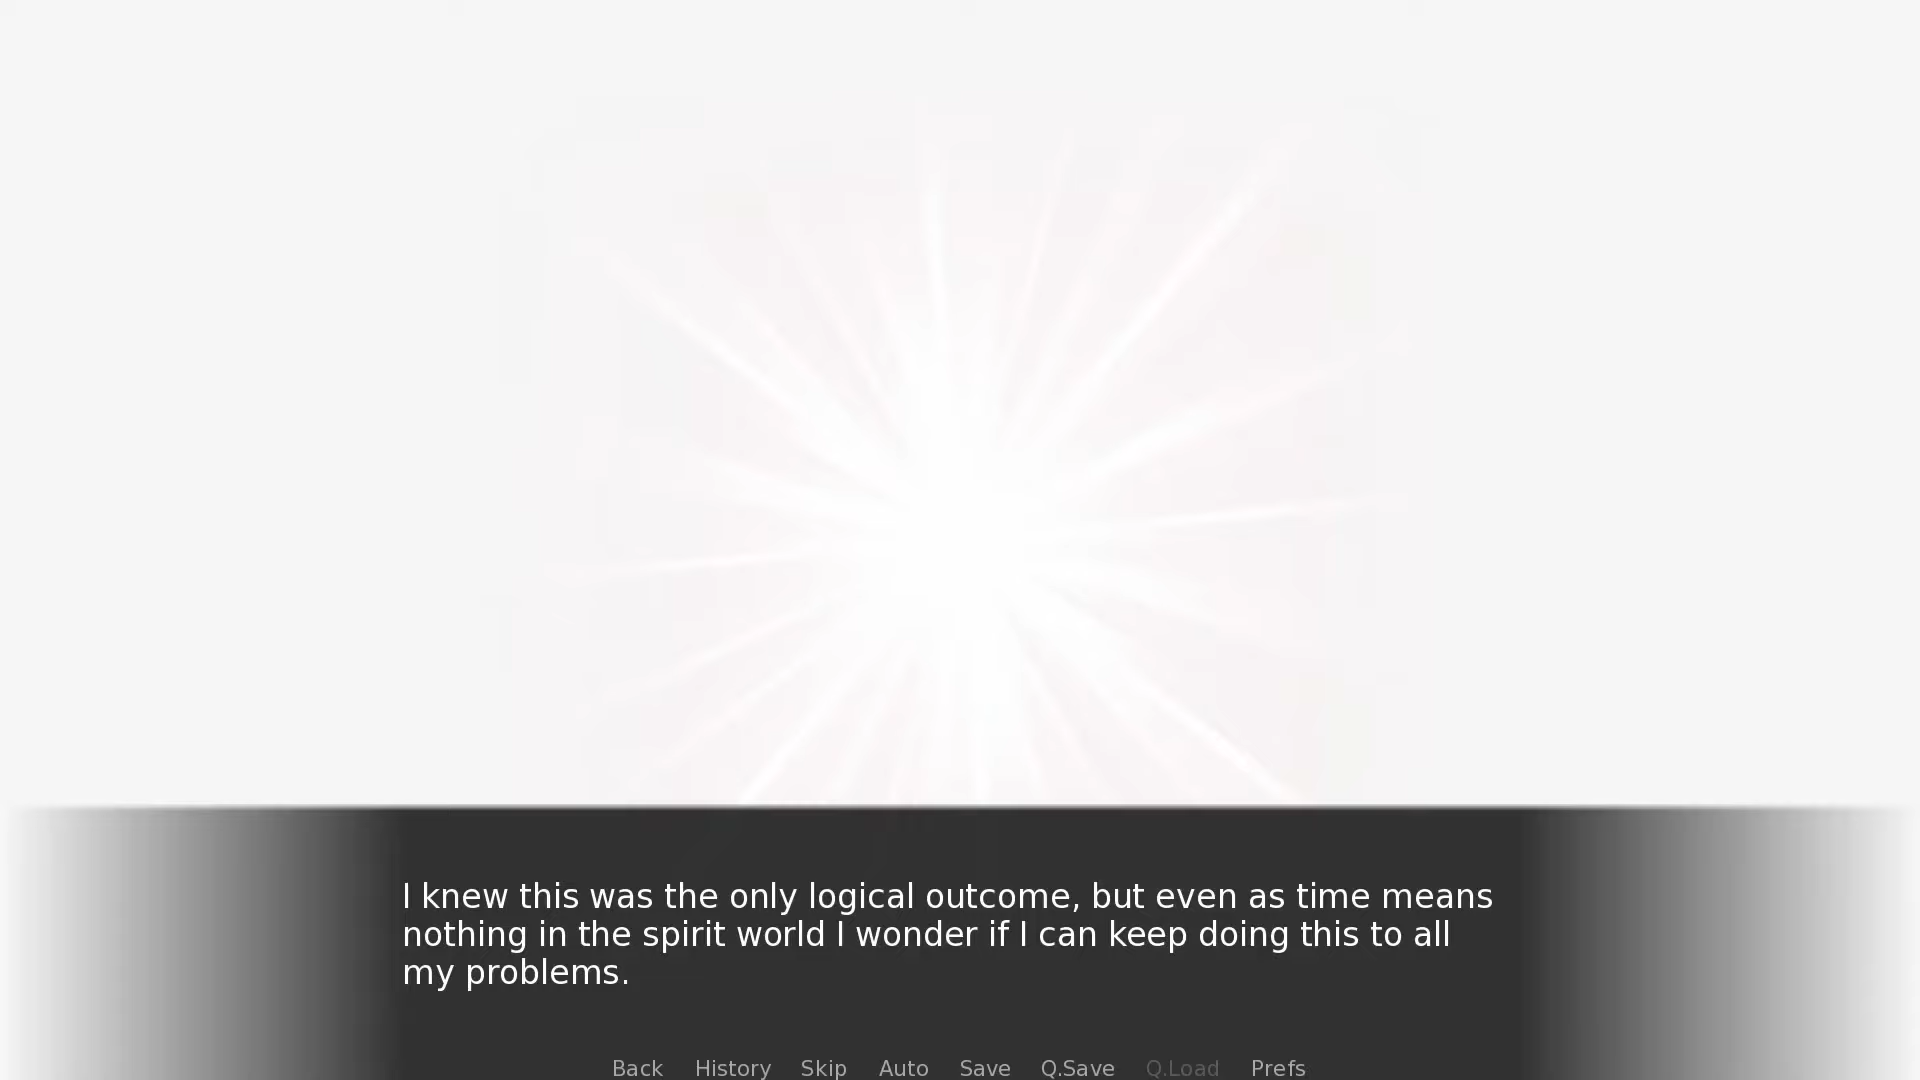 I knew this was the only logical outcome, but even as time means
nothing in the spirit world I wonder if I can keep doing this to all
my problems.
Back History Skip Auto Save Q.Save Q.Load Prefs